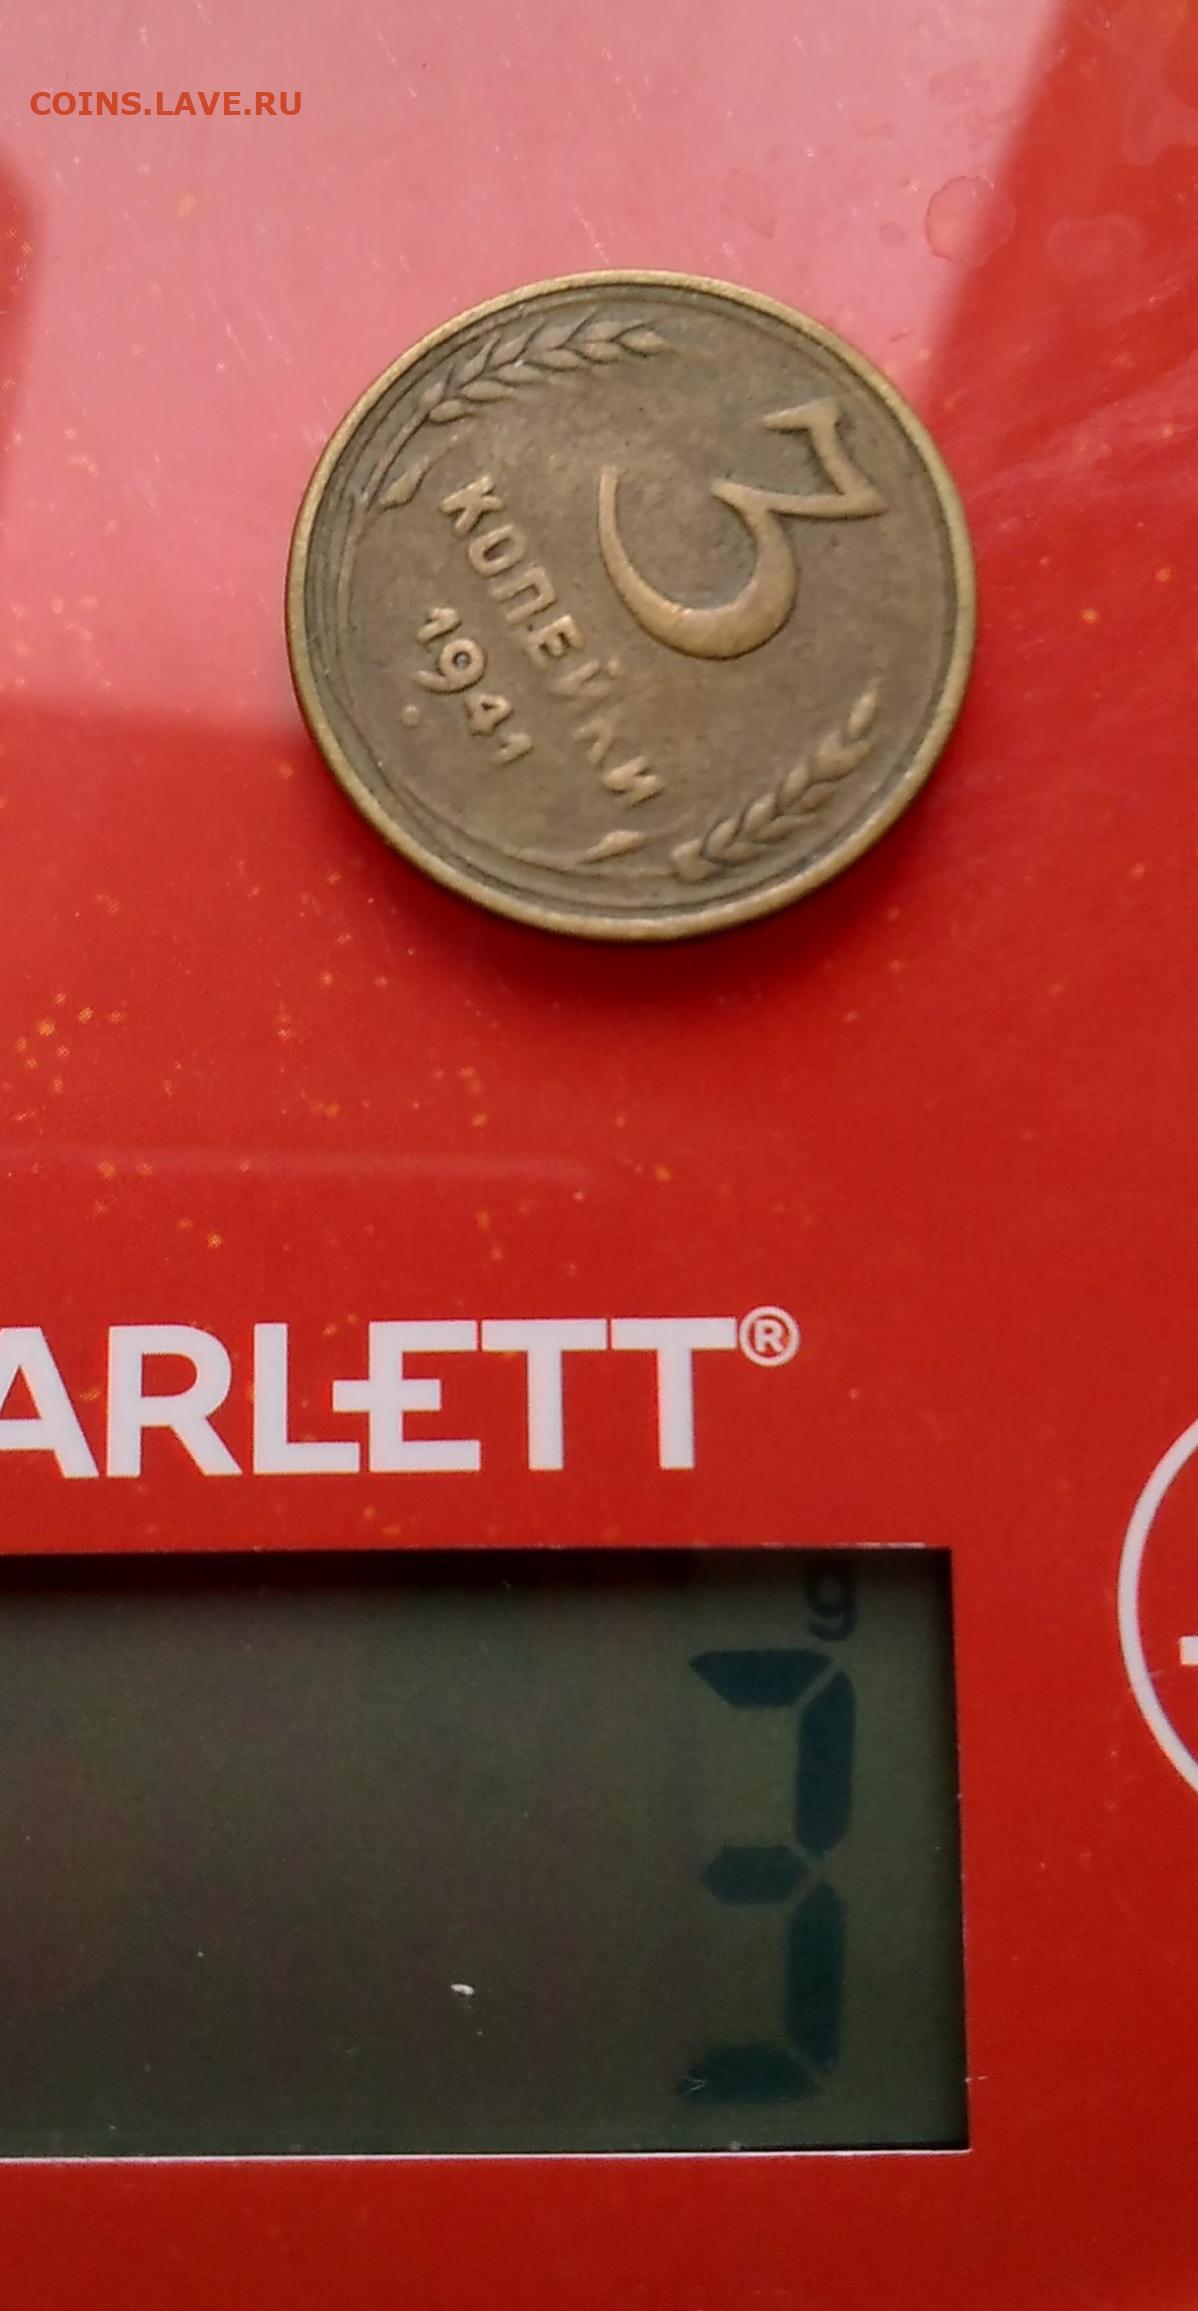 COINS.LAVE.RU
3
КОПЕЙКИ
1941
ARLETT®
3 g